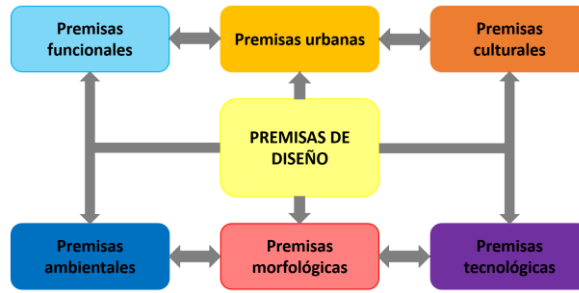 Premisas
funcionales
Premisas urbanas
Premisas
culturales
PREMISAS DE
DISEÑO
Premisas
ambientales
Premisas
morfológicas
Premisas
tecnológicas